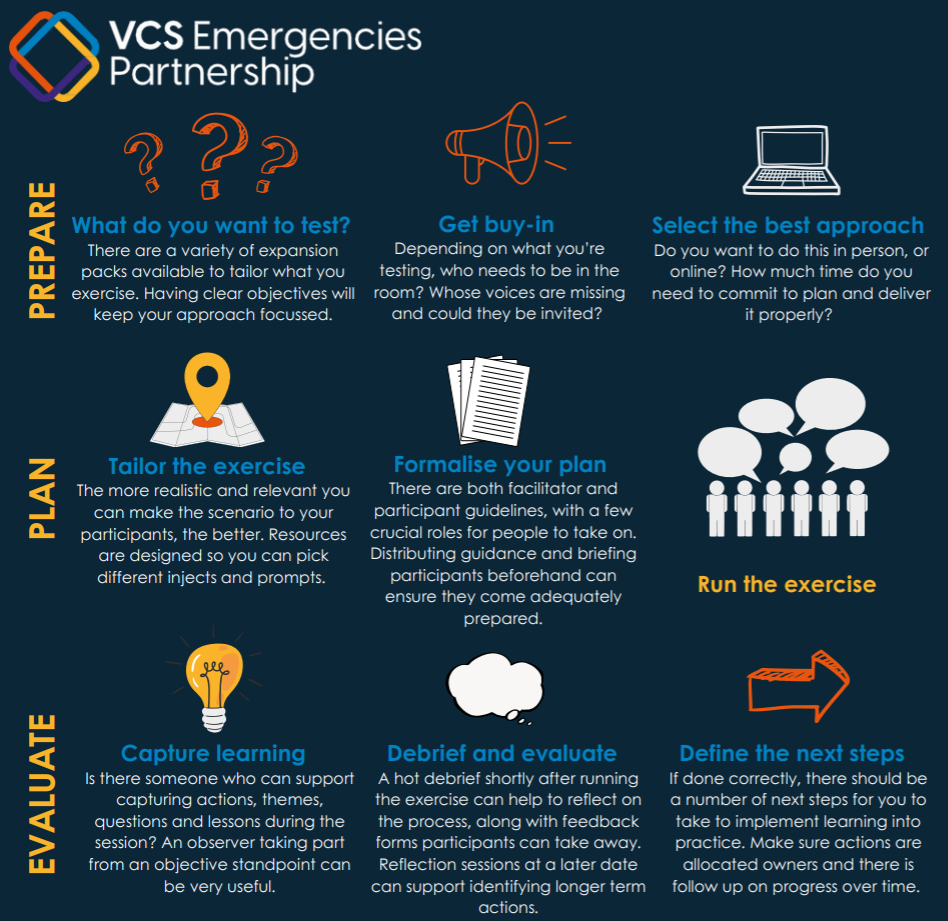 VCS Emergencies
Partnership
PREPARE
What do you want to test?
There are a variety of expansion
packs available to tailor what you
exercise. Having clear objectives will
keep your approach focussed.
Get buy-in
Depending on what you're
testing, who needs to be in the
room? Whose voices are missing
and could they be invited?
Select the best approach
Do you want to do this in person, or
online? How much time do you
need to commit to plan and deliver
it properly?
PLAN
Tailor the exercise
The more realistic and relevant you
can make the scenario to your
participants, the better. Resources
are designed so you can pick
different injects and prompts.
Formalise your plan
There are both facilitator and
participant guidelines, with a few
crucial roles for people to take on.
Distributing guidance and briefing
participants beforehand can
ensure they come adequately
prepared.
Run the exercise
EVALUATE
Capture learning
Is there someone who can support
capturing actions, themes,
questions and lessons during the
session? An observer taking part
from an objective standpoint can
be very useful.
Debrief and evaluate
A hot debrief shortly after running
the exercise can help to reflect on
the process, along with feedback
forms participants can take away.
Reflection sessions at a later date
can support identifying longer term
actions.
Define the next steps
If done correctly, there should be
a number of next steps for you to
take to implement learning into
practice. Make sure actions are
allocated owners and there is
follow up on progress over time.